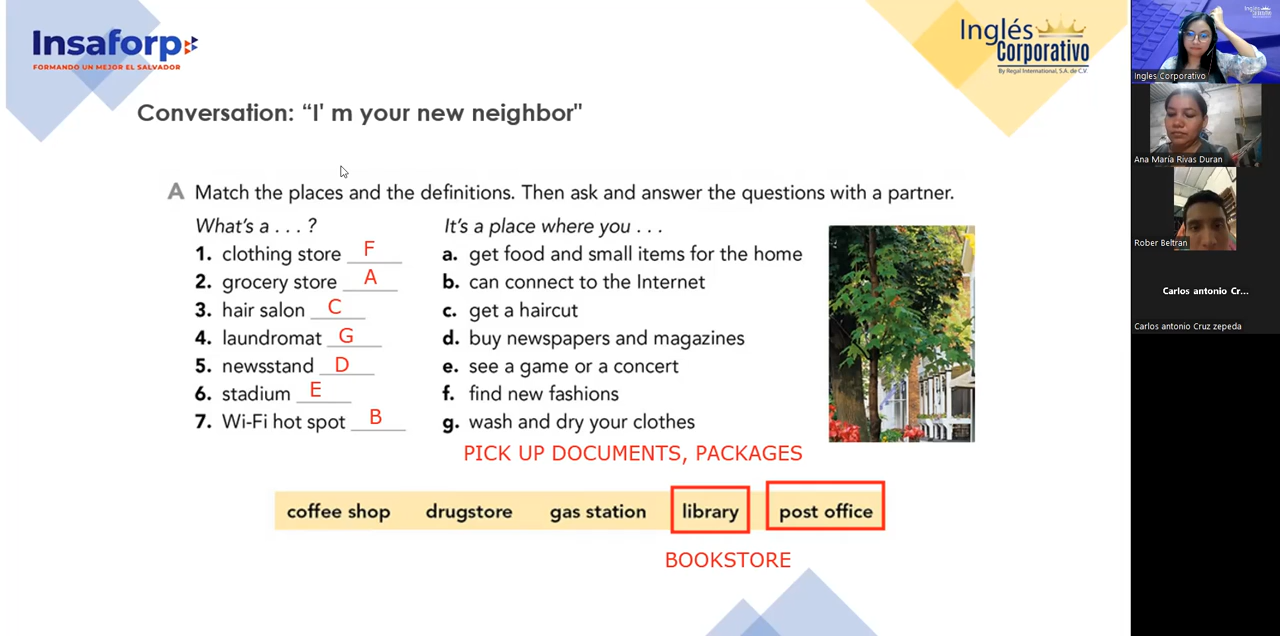 Insaforp
FORMANDO UN MEJOR EL SALVADOR
Inglés
Corporativo
By Regal International, S.A. de C.V.
Conversation: “I' m your new neighbor"
A Match the places and the definitions. Then ask and answer the questions with a partner.
What's a . . . ?
1. clothing store F
2. grocery store A
3. hair salon C
4. laundromat G
5. newsstand D
6. stadium E
7. Wi-Fi hot spot B
It's a place where you . . .
a. get food and small items for the home
b. can connect to the Internet
c. get a haircut
d. buy newspapers and magazines
e. see a game or a concert
f. find new fashions
g. wash and dry your clothes
PICK UP DOCUMENTS, PACKAGES
coffee shop drugstore gas station library post office
BOOKSTORE
Ingles Corporativo
Ana María Rivas Duran
Rober Beltran
Carlos antonio Cr...
Carlos antonio Cruz zepeda